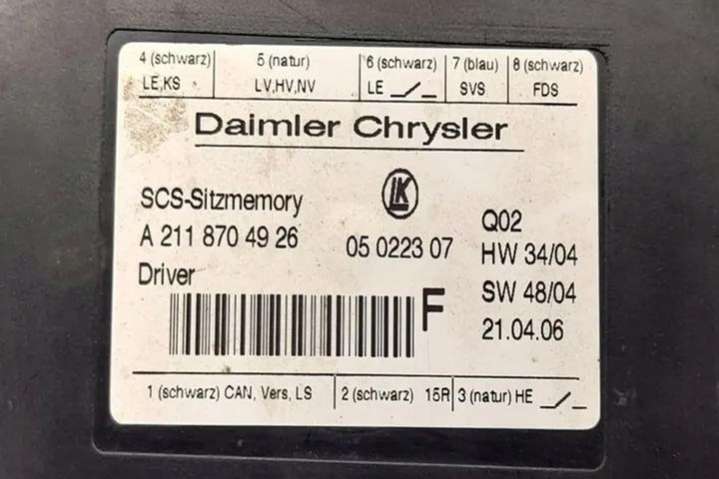 4 (schwarz) 5 (natur) 6 (schwarz) 7 (blau) 8 (schwarz)
LE,KS LV,HV,NV LE SVS FDS
Daimler Chrysler
LK
SCS-Sitzmemory
A 211 870 49 26
05 0223 07
Driver
Q02
HW 34/04
SW 48/04
21.04.06
F
1 (schwarz) CAN, Vers, LS 2 (schwarz) 15R 3 (natur) HE